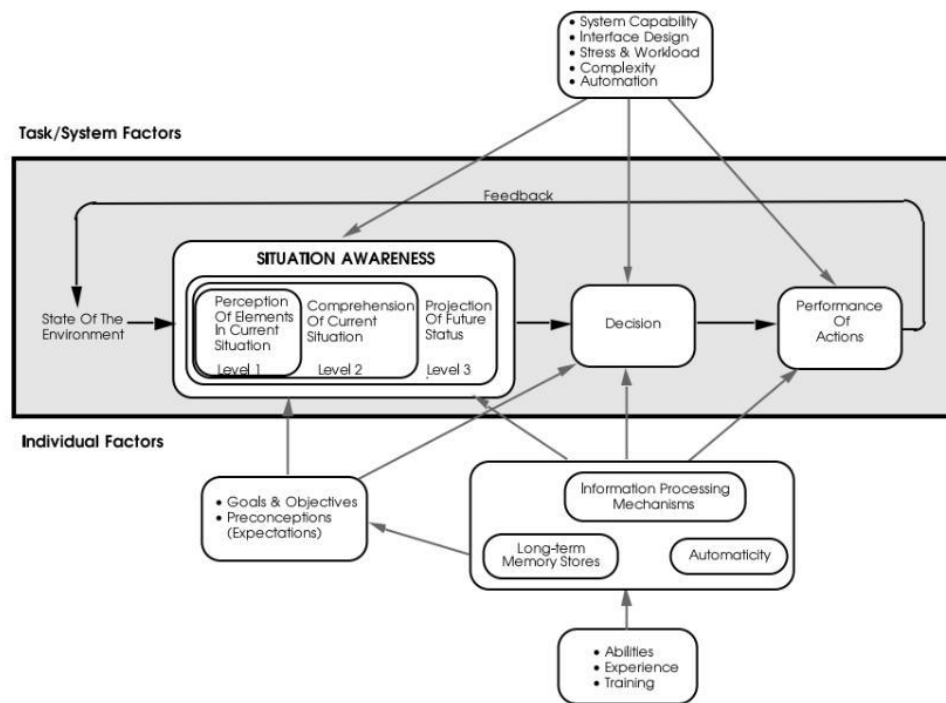 • System Capability
• Interface Design
• Stress & Workload
• Complexity
• Automation
Task/System Factors
Feedback
SITUATION AWARENESS
State Of The
Environment
Perception
Of Elements
In Current
Situation
Level 1
Comprehension
Of Current
Situation
Level 2
Projection
Of Future
Status
Level 3
Decision
Performance
Of
Actions
Individual Factors
• Goals & Objectives
• Preconceptions
(Expectations)
Information Processing
Mechanisms
Long-term
Memory Stores
Automaticity
• Abilities
• Experience
• Training